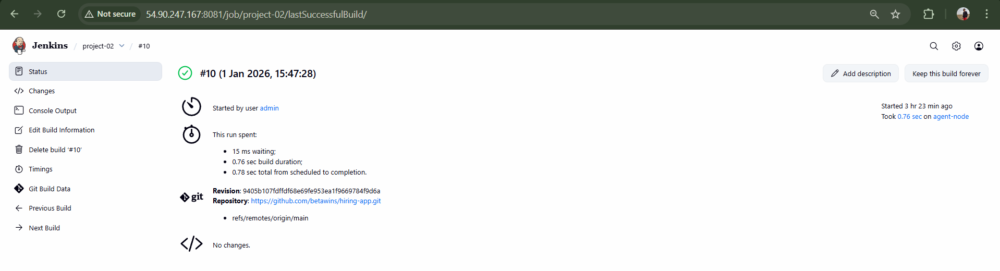 Not secure 54.90.247.167:8081/job/project-02/lastSuccessfulBuild/
Jenkins / project-02 / #10
Status
Changes
Console Output
Edit Build Information
Delete build ‘#10’
Timings
Git Build Data
Previous Build
Next Build
#10 (1 Jan 2026, 15:47:28)
Add description
Keep this build forever
Started by user admin
Started 3 hr 23 min ago
Took 0.76 sec on agent-node
This run spent:
• 15 ms waiting;
• 0.76 sec build duration;
• 0.78 sec total from scheduled to completion.
git
Revision: 9405b107fdffdf68e69fe953ea1f9669784f9d6a
Repository: https://github.com/betawins/hiring-app.git
• refs/remotes/origin/main
No changes.